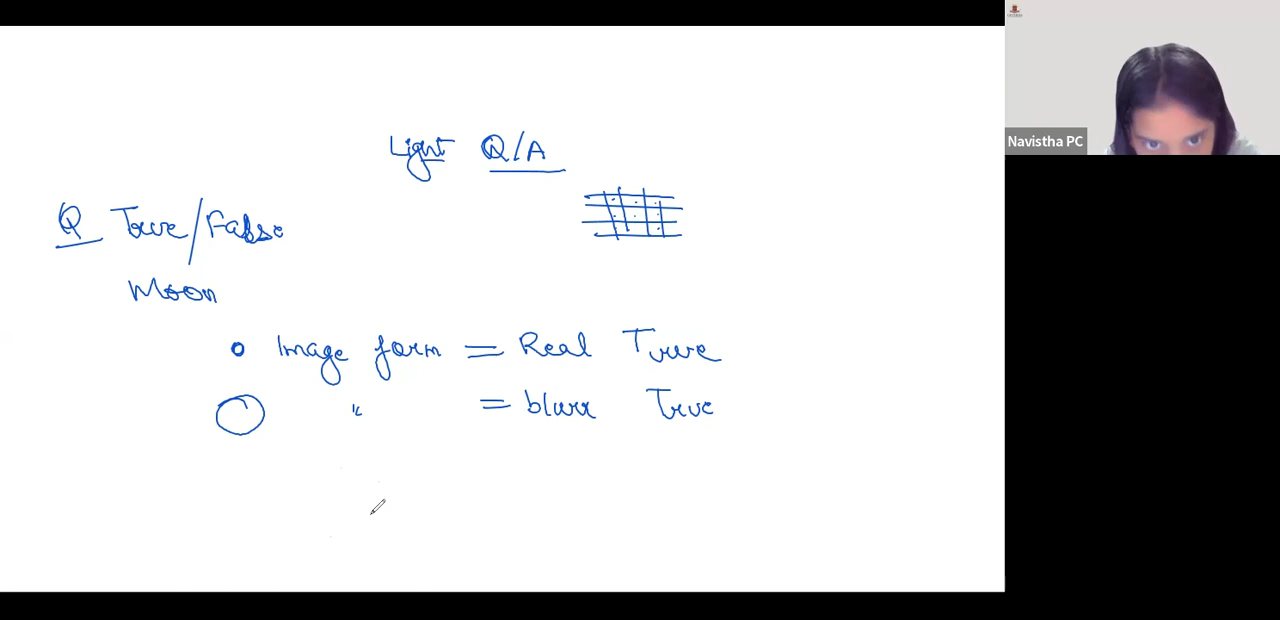 Light Q/A
Q True/False
Moon
Image form = Real True
" = blurr True
Navistha PC